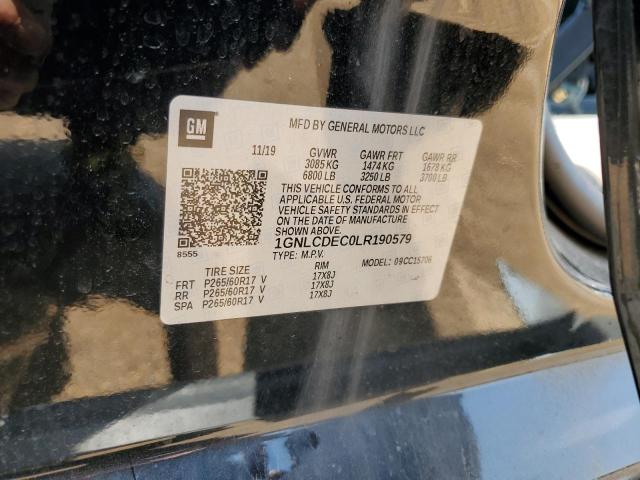 GM
MFD BY GENERAL MOTORS LLC
11/19 GVWR GAWR FRT GAWR RR
3085 KG 1474 KG 1678 KG
6800 LB 3250 LB 3700 LB
THIS VEHICLE CONFORMS TO ALL
APPLICABLE U.S. FEDERAL MOTOR
VEHICLE SAFETY STANDARDS IN EFFECT
ON THE DATE OF MANUFACTURE
SHOWN ABOVE.
1GNLCDEC0LR190579
8555
TYPE: M.P.V. MODEL: 09CC15706
TIRE SIZE RIM
FRT P265/60R17 V 17X8J
RR P265/60R17 V 17X8J
SPA P265/60R17 V 17X8J